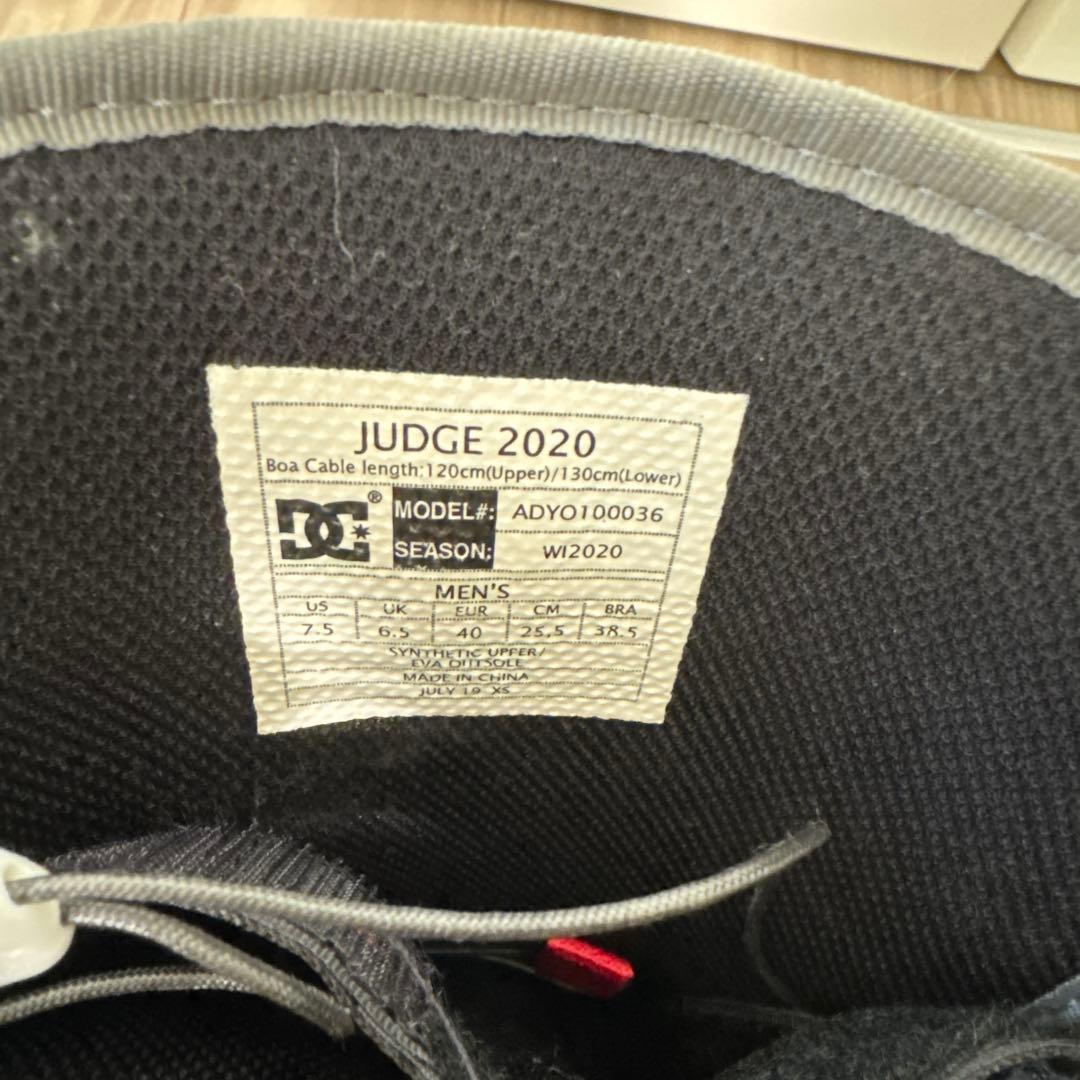 JUDGE 2020
Boa Cable length:120cm(Upper)/130cm(Lower)
DC® MODEL#: ADYO100036
SEASON: WI2020
MEN'S
US UK EUR CM BRA
7.5 6.5 40 25.5 38.5
SYNTHETIC UPPER/
EVA OUTSOLE
MADE IN CHINA
JULY 19 XS